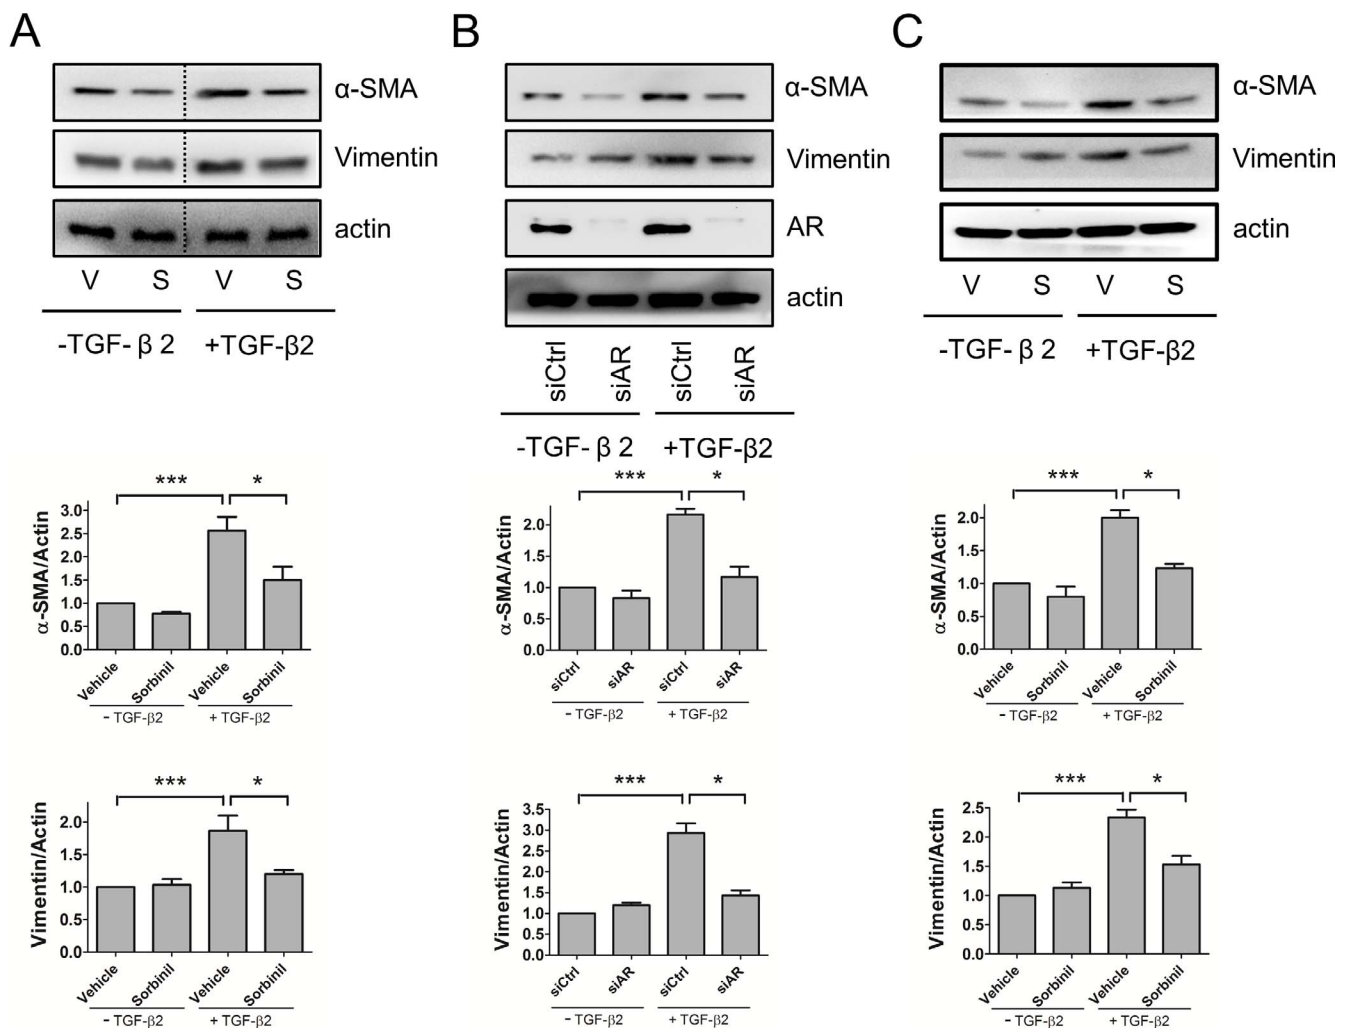 A
α-SMA
Vimentin
actin
V S V S
-TGF- β 2 +TGF-β2
*** *
α-SMA/Actin
3.0
2.5
2.0
1.5
1.0
0.5
0.0
Vehicle Sorbinil Vehicle Sorbinil
- TGF-β2 + TGF-β2
*** *
Vimentin/Actin
2.0
1.5
1.0
0.5
0.0
Vehicle Sorbinil Vehicle Sorbinil
- TGF-β2 + TGF-β2
B
α-SMA
Vimentin
AR
actin
siCtrl siAR siCtrl siAR
-TGF- β 2 +TGF-β2
*** *
α-SMA/Actin
2.0
1.5
1.0
0.5
0.0
siCtrl siAR siCtrl siAR
- TGF-β2 + TGF-β2
*** *
Vimentin/Actin
3.5
3.0
2.5
2.0
1.5
1.0
0.5
0.0
siCtrl siAR siCtrl siAR
- TGF-β2 + TGF-β2
C
α-SMA
Vimentin
actin
V S V S
-TGF- β 2 +TGF-β2
*** *
α-SMA/Actin
2.0
1.5
1.0
0.5
0.0
Vehicle Sorbinil Vehicle Sorbinil
- TGF-β2 + TGF-β2
*** *
Vimentin/Actin
2.5
2.0
1.5
1.0
0.5
0.0
Vehicle Sorbinil Vehicle Sorbinil
- TGF-β2 + TGF-β2